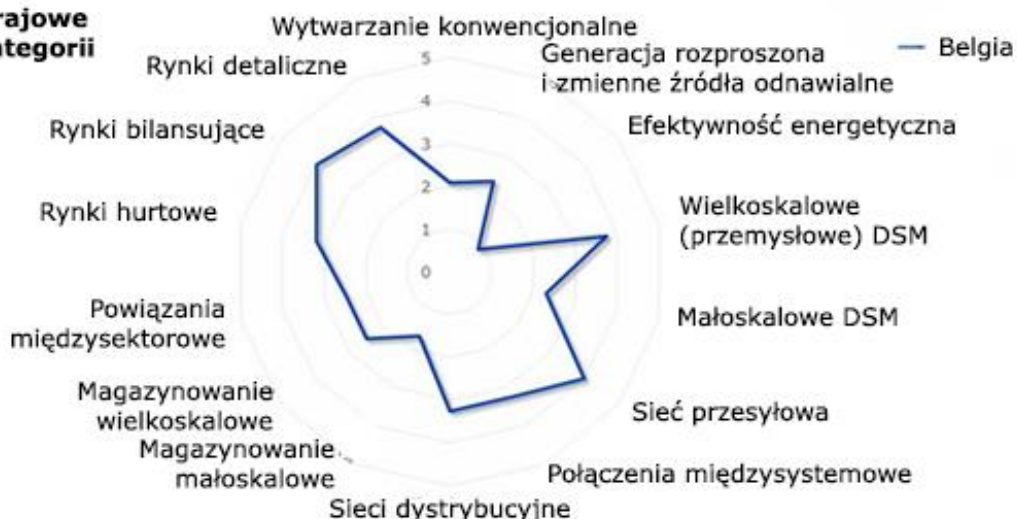 rajowe
ategorii
Wytwarzanie konwencjonalne
Generacja rozproszona
i zmienne źródła odnawialne
Belgia
Efektywność energetyczna
Wielkoskalowe
(przemysłowe) DSM
Małoskalowe DSM
Sieć przesyłowa
Połączenia międzysystemowe
Sieci dystrybucyjne
Magazynowanie
małoskalowe
Magazynowanie
wielkoskalowe
Powiązania
międzysektorowe
Rynki hurtowe
Rynki bilansujące
Rynki detaliczne
5
4
3
2
1
0